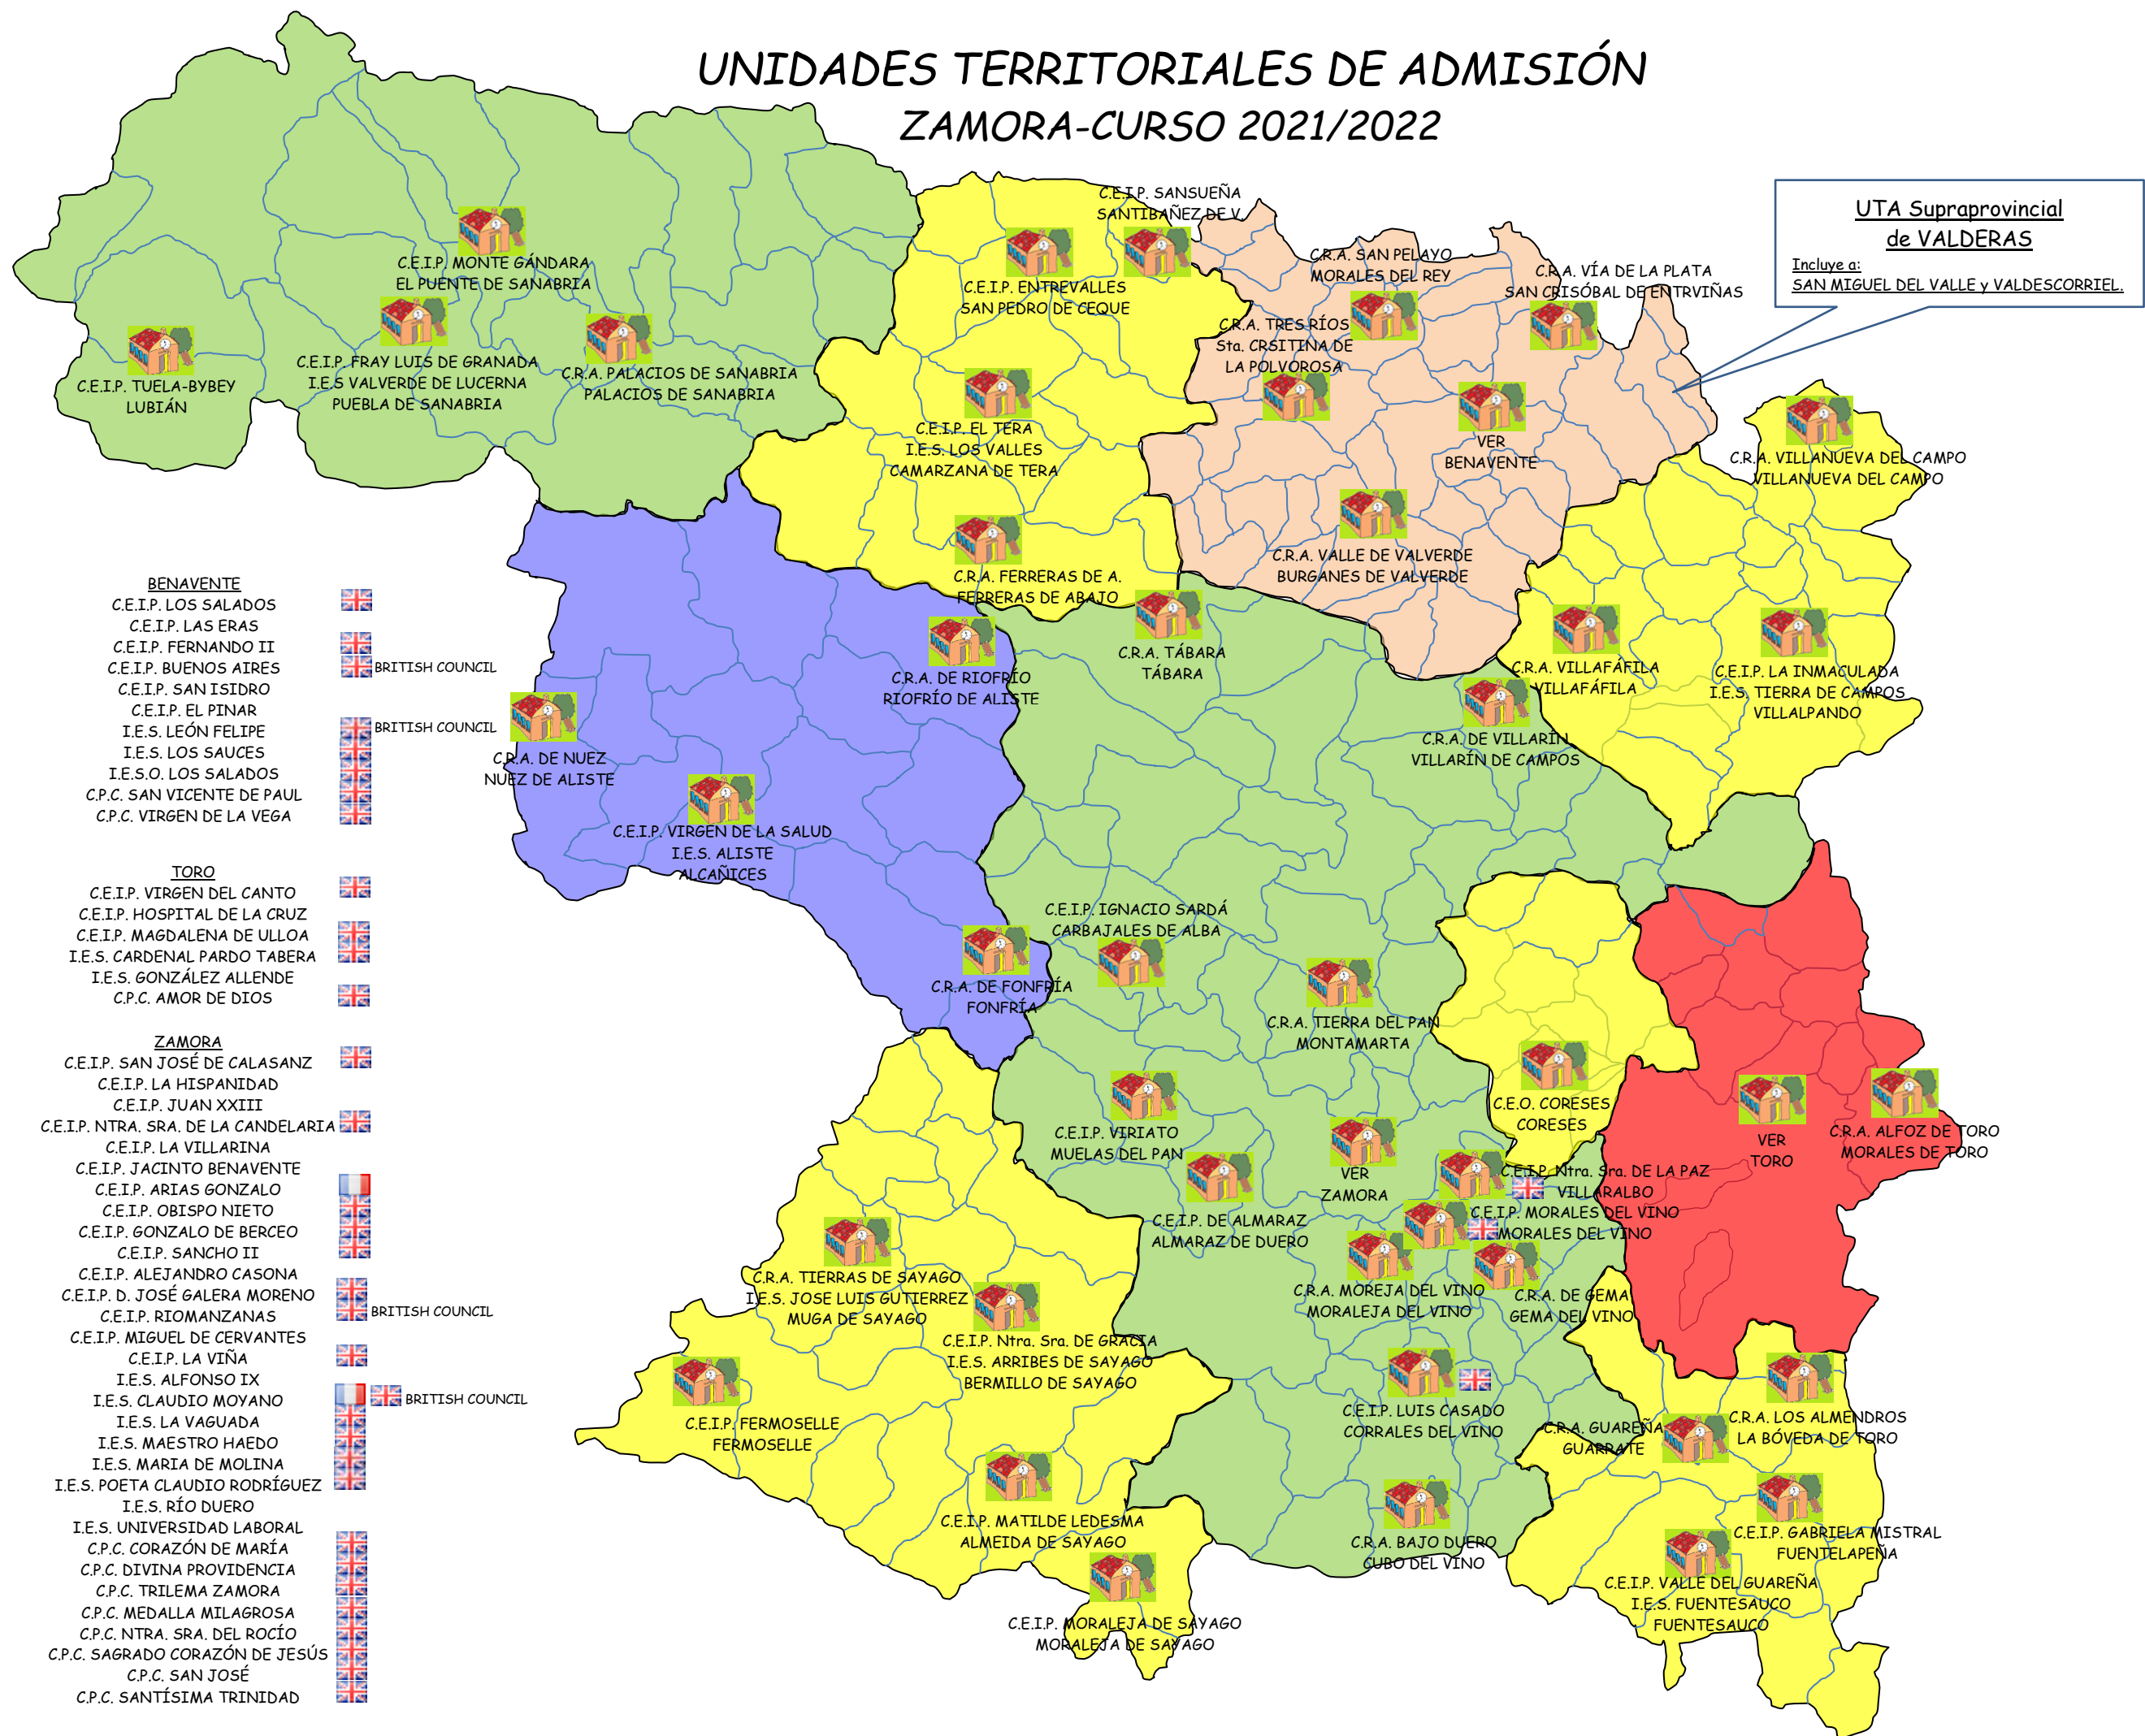 UNIDADES TERRITORIALES DE ADMISIÓN
ZAMORA-CURSO 2021/2022
UTA Supraprovincial
de VALDERAS
Incluye a:
SAN MIGUEL DEL VALLE y VALDESCORRIEL.
C.E.I.P. SANSUEÑA
SANTIBAÑEZ DE V.
C.E.I.P. MONTE GÁNDARA
EL PUENTE DE SANABRIA
C.E.I.P. ENTREVALLES
SAN PEDRO DE CEQUE
C.R.A. SAN PELAYO
MORALES DEL REY
C.R.A. VÍA DE LA PLATA
SAN CRISÓBAL DE ENTRVIÑAS
C.R.A. TRES RÍOS
Sta. CRSITINA DE
LA POLVOROSA
C.E.I.P. TUELA-BYBEY
LUBIÁN
C.E.I.P. FRAY LUIS DE GRANADA
I.E.S VALVERDE DE LUCERNA
PUEBLA DE SANABRIA
C.R.A. PALACIOS DE SANABRIA
PALACIOS DE SANABRIA
C.E.I.P. EL TERA
I.E.S. LOS VALLES
CAMARZANA DE TERA
VER
BENAVENTE
C.R.A. VILLANUEVA DEL CAMPO
VILLANUEVA DEL CAMPO
C.R.A. FERRERAS DE A.
FERRERAS DE ABAJO
C.R.A. VALLE DE VALVERDE
BURGANES DE VALVERDE
C.R.A. TÁBARA
TÁBARA
C.R.A. VILLAFÁFILA
VILLAFÁFILA
C.E.I.P. LA INMACULADA
I.E.S. TIERRA DE CAMPOS
VILLALPANDO
C.R.A. DE RIOFRÍO
RIOFRÍO DE ALISTE
C.R.A. DE VILLARÍN
VILLARÍN DE CAMPOS
C.R.A. DE NUEZ
NUEZ DE ALISTE
C.E.I.P. VIRGEN DE LA SALUD
I.E.S. ALISTE
ALCAÑICES
C.E.I.P. IGNACIO SARDÁ
CARBAJALES DE ALBA
C.R.A. DE FONFRÍA
FONFRÍA
C.R.A. TIERRA DEL PAN
MONTAMARTA
C.E.O. CORESES
CORESES
C.E.I.P. VIRIATO
MUELAS DEL PAN
VER
ZAMORA
VER
TORO
C.R.A. ALFOZ DE TORO
MORALES DE TORO
C.E.I.P. Ntra. Sra. DE LA PAZ
VILLARALBO
C.E.I.P. MORALES DEL VINO
MORALES DEL VINO
C.E.I.P. DE ALMARAZ
ALMARAZ DE DUERO
C.R.A. MOREJA DEL VINO
MORALEJA DEL VINO
C.R.A. DE GEMA
GEMA DEL VINO
C.R.A. TIERRAS DE SAYAGO
I.E.S. JOSE LUIS GUTIERREZ
MUGA DE SAYAGO
C.E.I.P. Ntra. Sra. DE GRACIA
I.E.S. ARRIBES DE SAYAGO
BERMILLO DE SAYAGO
C.E.I.P. FERMOSELLE
FERMOSELLE
C.E.I.P. LUIS CASADO
CORRALES DEL VINO
C.R.A. GUAREÑA
GUARRATE
C.R.A. LOS ALMENDROS
LA BÓVEDA DE TORO
C.E.I.P. MATILDE LEDESMA
ALMEIDA DE SAYAGO
C.R.A. BAJO DUERO
CUBO DEL VINO
C.E.I.P. GABRIELA MISTRAL
FUENTELAPEÑA
C.E.I.P. VALLE DEL GUAREÑA
I.E.S. FUENTESAUCO
FUENTESAUCO
C.E.I.P. MORALEJA DE SAYAGO
MORALEJA DE SAYAGO
BENAVENTE
C.E.I.P. LOS SALADOS
C.E.I.P. LAS ERAS
C.E.I.P. FERNANDO II
C.E.I.P. BUENOS AIRES BRITISH COUNCIL
C.E.I.P. SAN ISIDRO
C.E.I.P. EL PINAR
I.E.S. LEÓN FELIPE BRITISH COUNCIL
I.E.S. LOS SAUCES
I.E.S.O. LOS SALADOS
C.P.C. SAN VICENTE DE PAUL
C.P.C. VIRGEN DE LA VEGA
TORO
C.E.I.P. VIRGEN DEL CANTO
C.E.I.P. HOSPITAL DE LA CRUZ
C.E.I.P. MAGDALENA DE ULLOA
I.E.S. CARDENAL PARDO TABERA
I.E.S. GONZÁLEZ ALLENDE
C.P.C. AMOR DE DIOS
ZAMORA
C.E.I.P. SAN JOSÉ DE CALASANZ
C.E.I.P. LA HISPANIDAD
C.E.I.P. JUAN XXIII
C.E.I.P. NTRA. SRA. DE LA CANDELARIA
C.E.I.P. LA VILLARINA
C.E.I.P. JACINTO BENAVENTE
C.E.I.P. ARIAS GONZALO
C.E.I.P. OBISPO NIETO
C.E.I.P. GONZALO DE BERCEO
C.E.I.P. SANCHO II
C.E.I.P. ALEJANDRO CASONA
C.E.I.P. D. JOSÉ GALERA MORENO
C.E.I.P. RIOMANZANAS BRITISH COUNCIL
C.E.I.P. MIGUEL DE CERVANTES
C.E.I.P. LA VIÑA
I.E.S. ALFONSO IX
I.E.S. CLAUDIO MOYANO BRITISH COUNCIL
I.E.S. LA VAGUADA
I.E.S. MAESTRO HAEDO
I.E.S. MARIA DE MOLINA
I.E.S. POETA CLAUDIO RODRÍGUEZ
I.E.S. RÍO DUERO
I.E.S. UNIVERSIDAD LABORAL
C.P.C. CORAZÓN DE MARÍA
C.P.C. DIVINA PROVIDENCIA
C.P.C. TRILEMA ZAMORA
C.P.C. MEDALLA MILAGROSA
C.P.C. NTRA. SRA. DEL ROCÍO
C.P.C. SAGRADO CORAZÓN DE JESÚS
C.P.C. SAN JOSÉ
C.P.C. SANTÍSIMA TRINIDAD